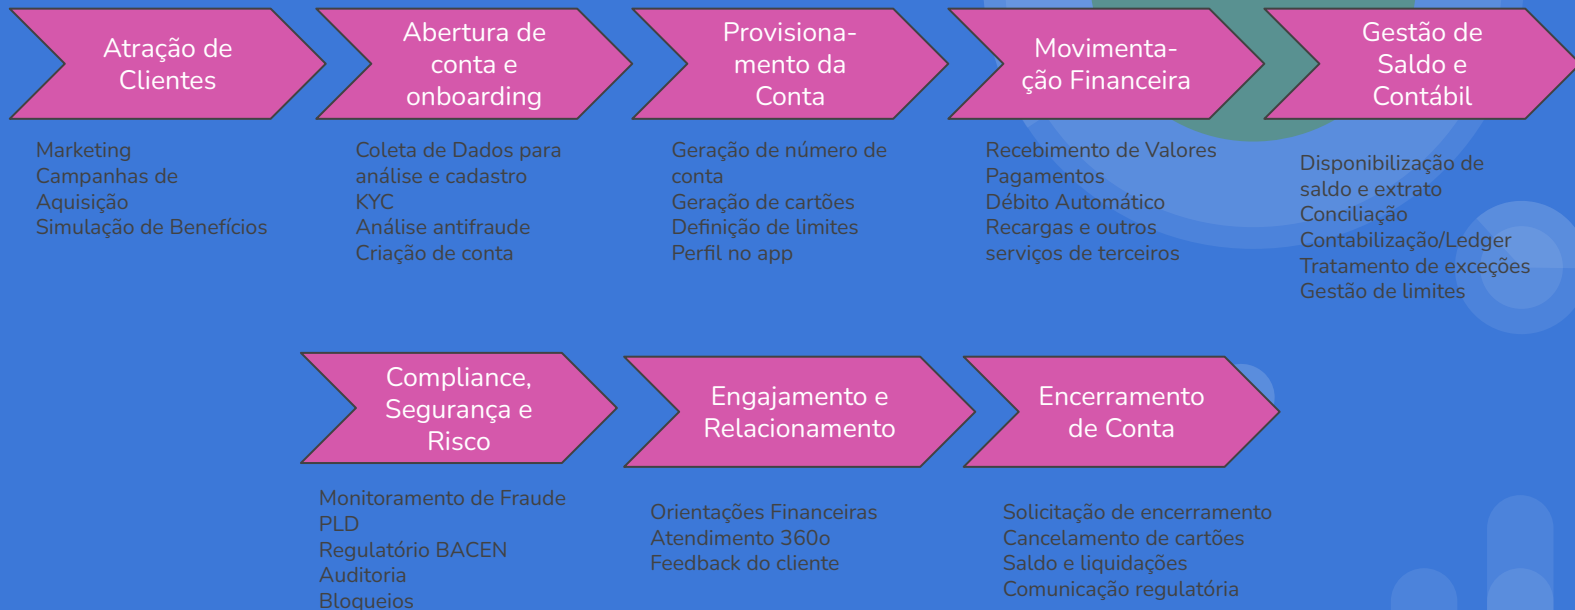 Atração de
Clientes
Abertura de
conta e
onboarding
Provisiona-
mento da
Conta
Movimenta-
ção Financeira
Gestão de
Saldo e
Contábil
Marketing
Campanhas de
Aquisição
Simulação de Benefícios
Coleta de Dados para
análise e cadastro
KYC
Análise antifraude
Criação de conta
Geração de número de
conta
Geração de cartões
Definição de limites
Perfil no app
Recebimento de Valores
Pagamentos
Débito Automático
Recargas e outros
serviços de terceiros
Disponibilização de
saldo e extrato
Conciliação
Contabilização/Ledger
Tratamento de exceções
Gestão de limites
Compliance,
Segurança e
Risco
Engajamento e
Relacionamento
Encerramento
de Conta
Monitoramento de Fraude
PLD
Regulatório BACEN
Auditoria
Bloqueios
Orientações Financeiras
Atendimento 360o
Feedback do cliente
Solicitação de encerramento
Cancelamento de cartões
Saldo e liquidações
Comunicação regulatória